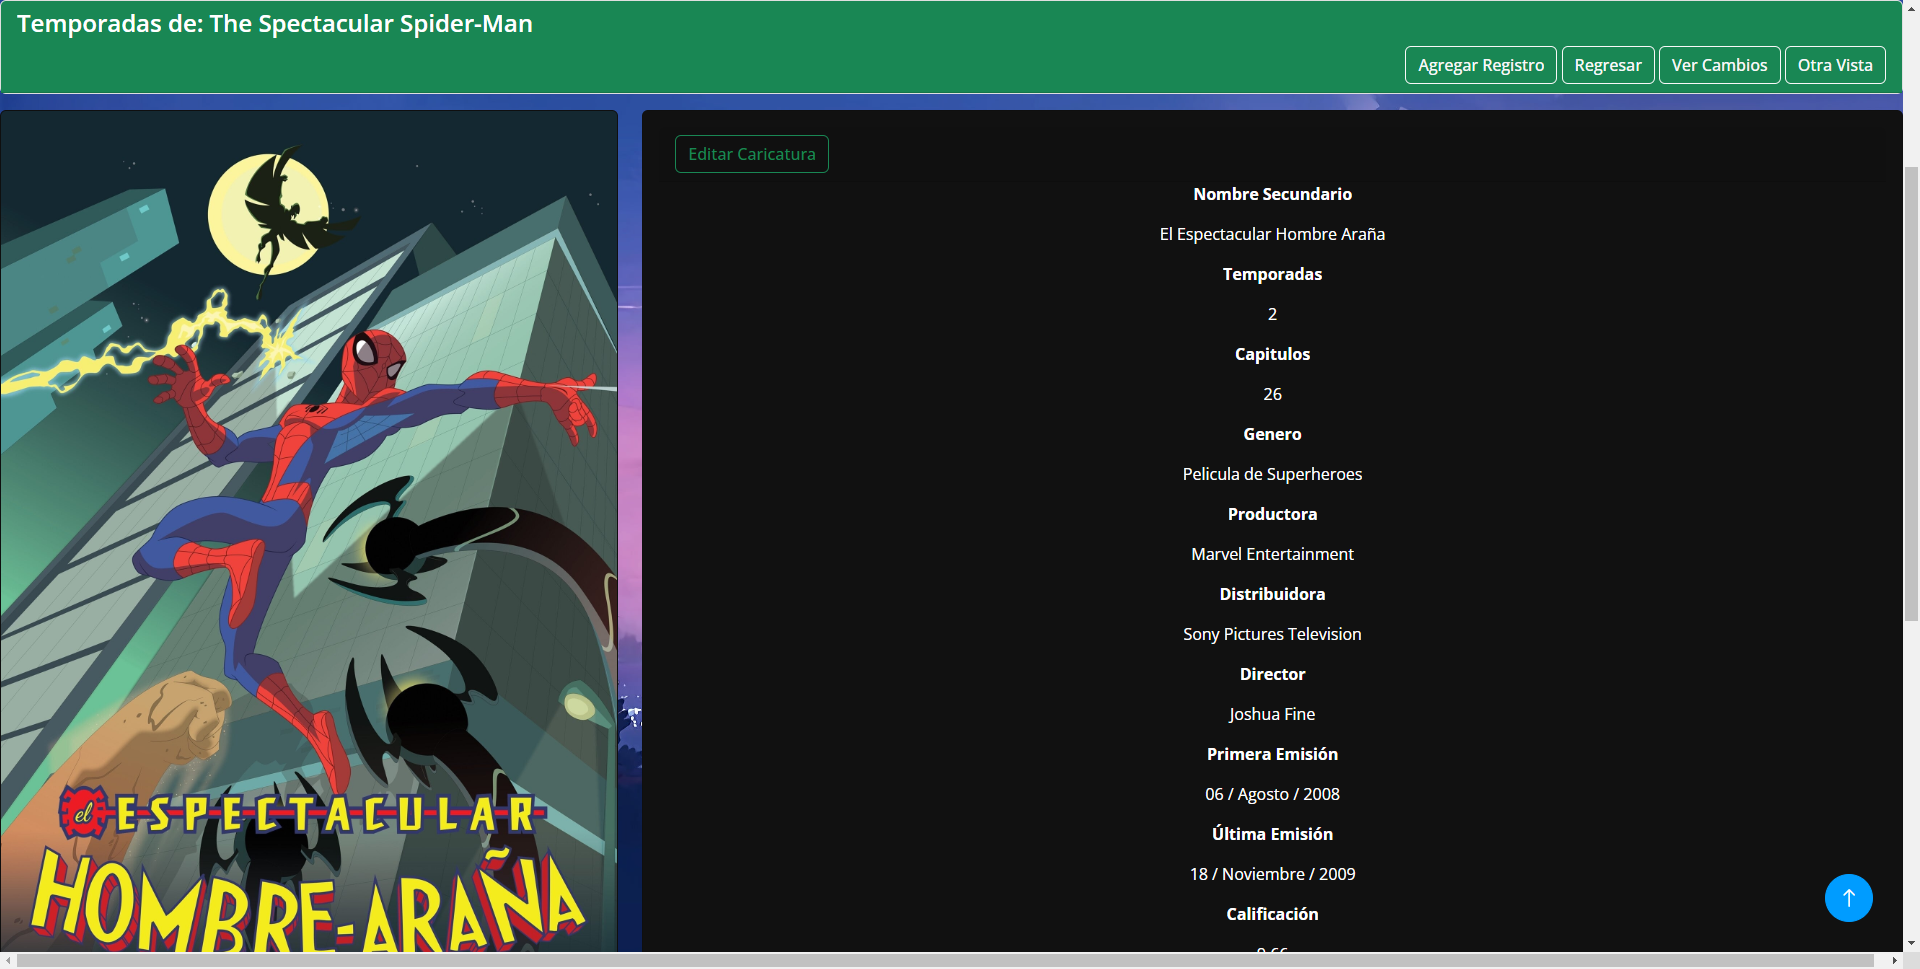 Temporadas de: The Spectacular Spider-Man
Agregar Registro
Regresar
Ver Cambios
Otra Vista
Editar Caricatura
Nombre Secundario
El Espectacular Hombre Araña
Temporadas
2
Capitulos
26
Genero
Pelicula de Superheroes
Productora
Marvel Entertainment
Distribuidora
Sony Pictures Television
Director
Joshua Fine
Primera Emisión
06 / Agosto / 2008
Última Emisión
18 / Noviembre / 2009
Calificación
el ESPECTACULAR
HOMBRE-ARAÑA